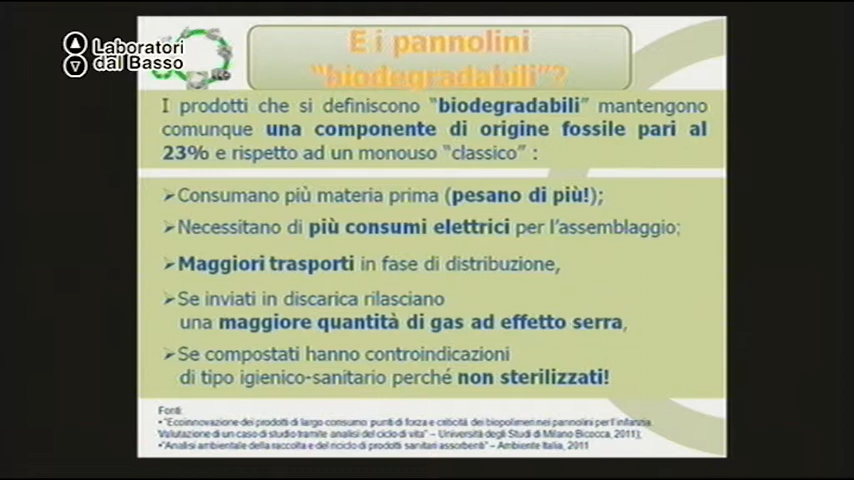 Laboratori
dal Basso
E i pannolini
"biodegradabili"?
I prodotti che si definiscono "biodegradabili" mantengono
comunque una componente di origine fossile pari al
23% e rispetto ad un monouso "classico" :
➢Consumano più materia prima (pesano di più!);
➢Necessitano di più consumi elettrici per l'assemblaggio;
➢Maggiori trasporti in fase di distribuzione,
➢Se inviati in discarica rilasciano
una maggiore quantità di gas ad effetto serra,
➢Se compostati hanno controindicazioni
di tipo igienico-sanitario perché non sterilizzati!
Fonti:
•"Ecoinnovazione dei prodotti di largo consumo punti di forza e criticità dei biopolimeri nei pannolini per l'infanzia.
Valutazione di un caso di studio tramite analisi del ciclo di vita" – Università degli Studi di Milano Bicocca, 2011);
•"Analisi ambientale della raccolta e del riciclo di prodotti sanitari assorbenti" – Ambiente Italia, 2011